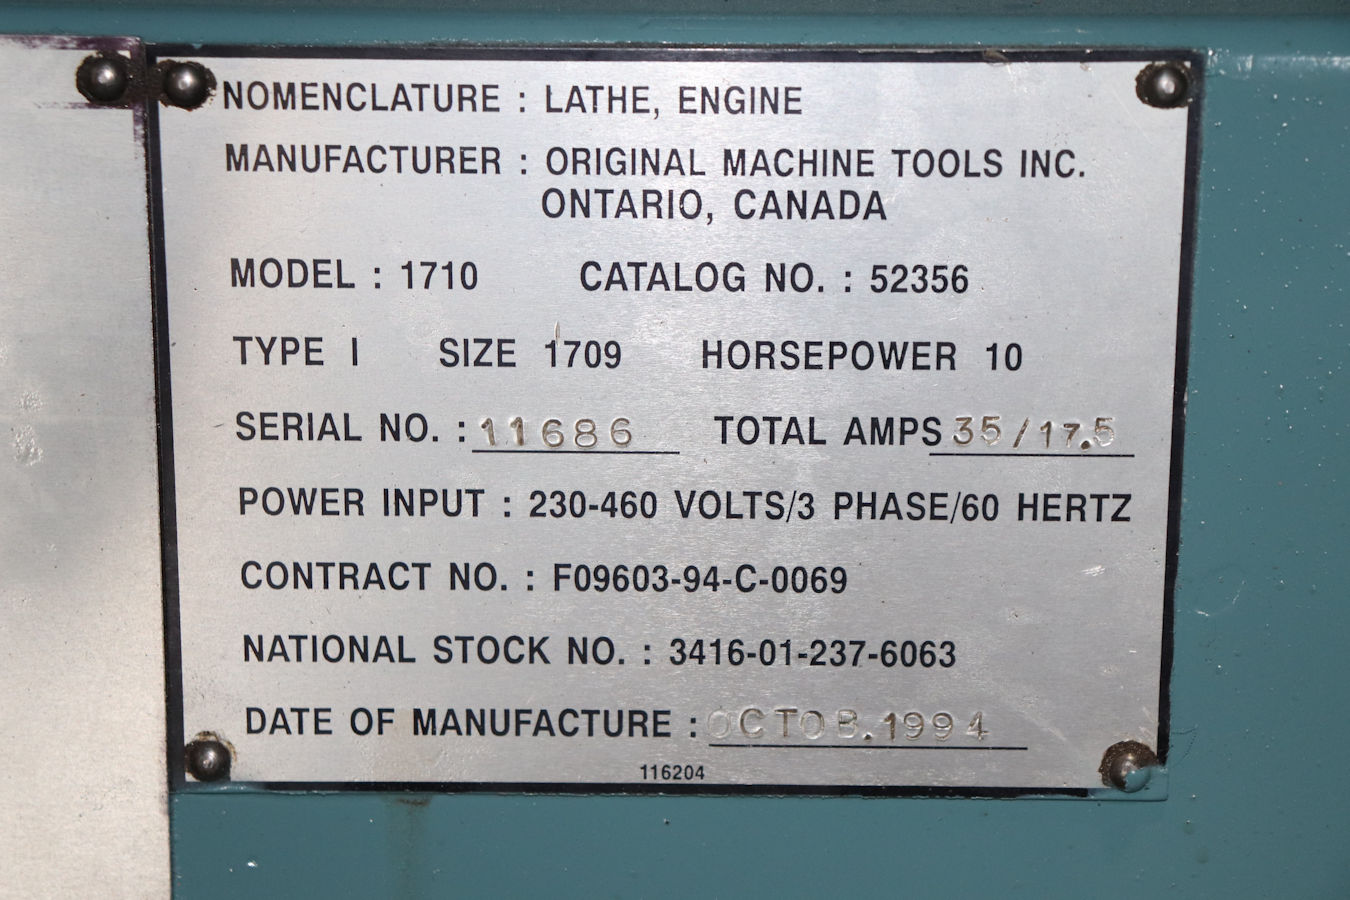 NOMENCLATURE : LATHE, ENGINE
MANUFACTURER : ORIGINAL MACHINE TOOLS INC.
ONTARIO, CANADA
MODEL : 1710 CATALOG NO. : 52356
TYPE I SIZE 1709 HORSEPOWER 10
SERIAL NO. : 11686 TOTAL AMPS 35/17.5
POWER INPUT : 230-460 VOLTS/3 PHASE/60 HERTZ
CONTRACT NO. : F09603-94-C-0069
NATIONAL STOCK NO. : 3416-01-237-6063
DATE OF MANUFACTURE : OCTOB.1994
116204